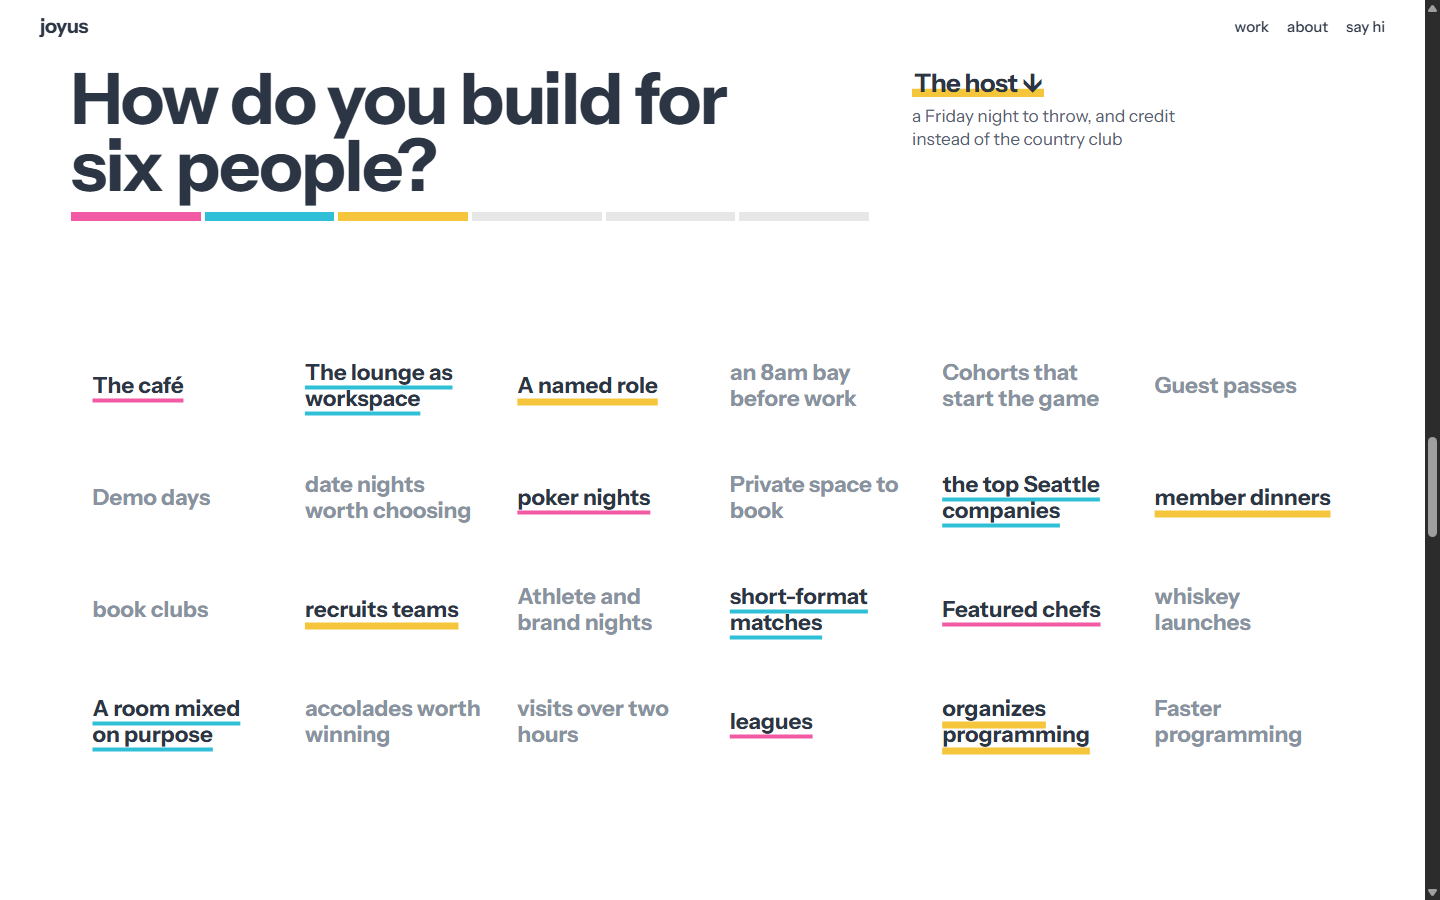 joyus
work about say hi
How do you build for
six people?
The host ↓
a Friday night to throw, and credit
instead of the country club
The café
The lounge as
workspace
A named role
an 8am bay
before work
Cohorts that
start the game
Guest passes
Demo days
date nights
worth choosing
poker nights
Private space to
book
the top Seattle
companies
member dinners
book clubs
recruits teams
Athlete and
brand nights
short-format
matches
Featured chefs
whiskey
launches
A room mixed
on purpose
accolades worth
winning
visits over two
hours
leagues
organizes
programming
Faster
programming